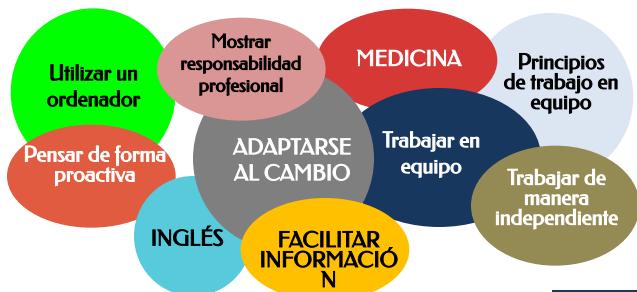 Utilizar un
ordenador
Mostrar
responsabilidad
profesional
MEDICINA
Principios
de trabajo en
equipo
Pensar de forma
proactiva
ADAPTARSE
AL CAMBIO
Trabajar en
equipo
Trabajar de
manera
independiente
INGLÉS
FACILITAR
INFORMACIÓ
N